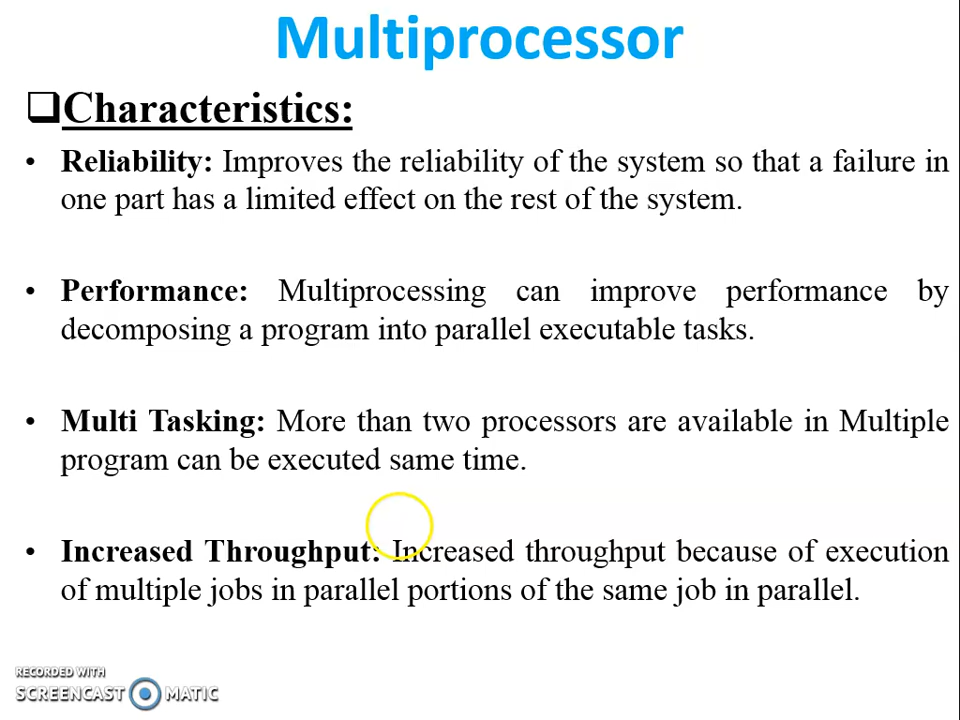 Multiprocessor
Characteristics:
• Reliability: Improves the reliability of the system so that a failure in
one part has a limited effect on the rest of the system.
• Performance: Multiprocessing can improve performance by
decomposing a program into parallel executable tasks.
• Multi Tasking: More than two processors are available in Multiple
program can be executed same time.
• Increased Throughput: Increased throughput because of execution
of multiple jobs in parallel portions of the same job in parallel.
RECORDED WITH
SCREENCAST MATIC